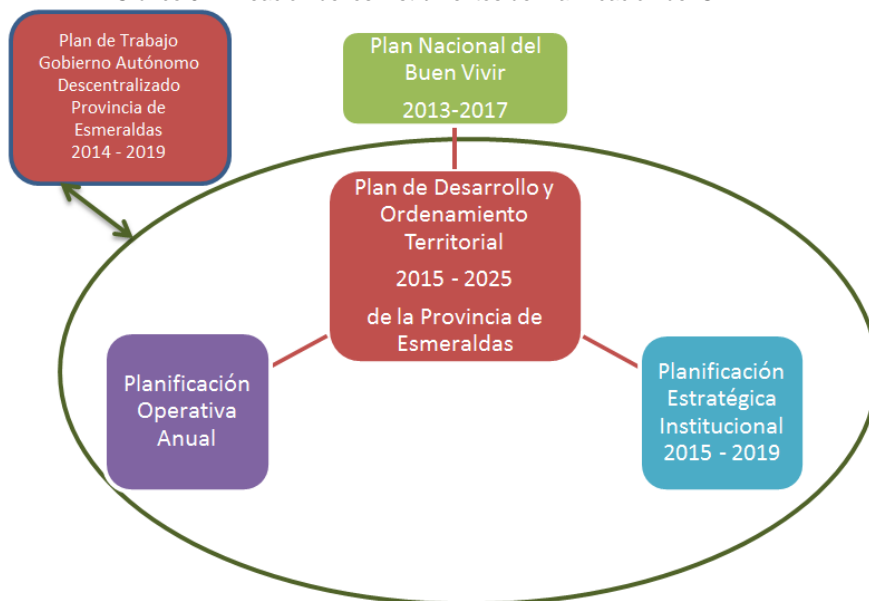 Plan de Trabajo
Gobierno Autónomo
Descentralizado
Provincia de
Esmeraldas
2014 - 2019
Plan Nacional del
Buen Vivir
2013-2017
Plan de Desarrollo y
Ordenamiento
Territorial
2015 - 2025
de la Provincia de
Esmeraldas
Planificación
Operativa
Anual
Planificación
Estratégica
Institucional
2015 - 2019